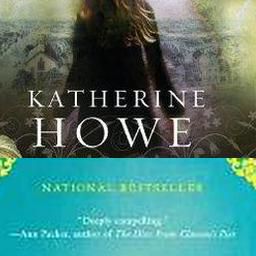 KATHERINE
HOWE
NATIONAL BESTSELLER
"Deeply compelling."
—Ann Packer, author of The Dive From Clausen's Pier